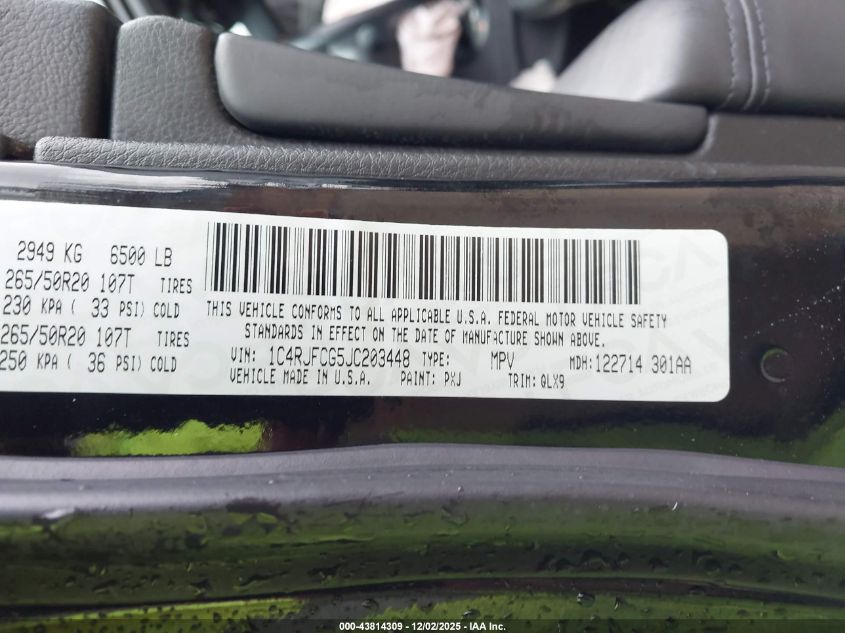 2949 KG 6500 LB
265/50R20 107T TIRES
230 KPA ( 33 PSI) COLD
265/50R20 107T TIRES
250 KPA ( 36 PSI) COLD
THIS VEHICLE CONFORMS TO ALL APPLICABLE U.S.A. FEDERAL MOTOR VEHICLE SAFETY
STANDARDS IN EFFECT ON THE DATE OF MANUFACTURE SHOWN ABOVE.
VIN: 1C4RJFCG5JC203448 TYPE: MPV MDH:122714 301AA
VEHICLE MADE IN U.S.A. PAINT: PXJ TRIM: QLX9
000-43814309 - 12/02/2025 - IAA Inc.